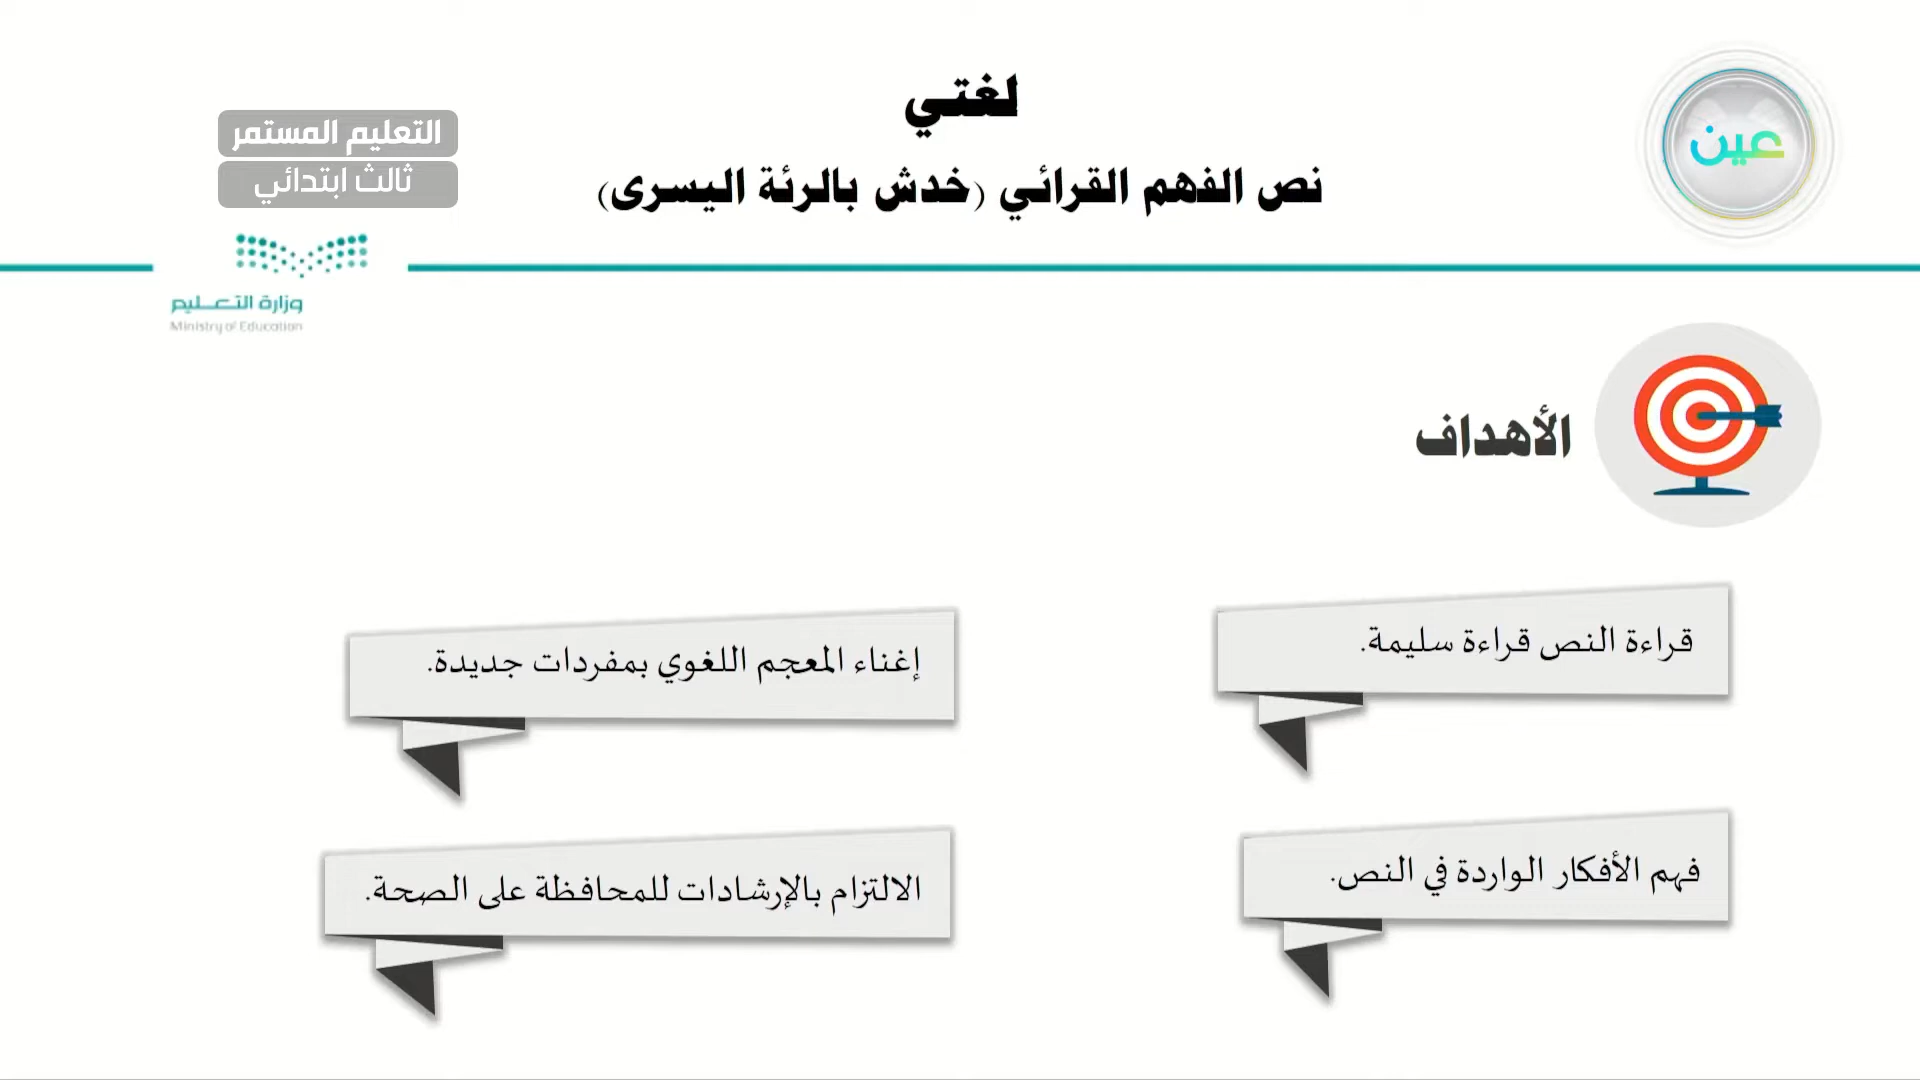 لغتي
نص الفهم القرائي (خدش بالرئة اليسرى)
عين
التعليم المستمر
ثالث ابتدائي
وزارة التعليم
Ministry of Education
الأهداف
قراءة النص قراءة سليمة.
إغناء المعجم اللغوي بمفردات جديدة.
فهم الأفكار الواردة في النص.
الالتزام بالإرشادات للمحافظة على الصحة.